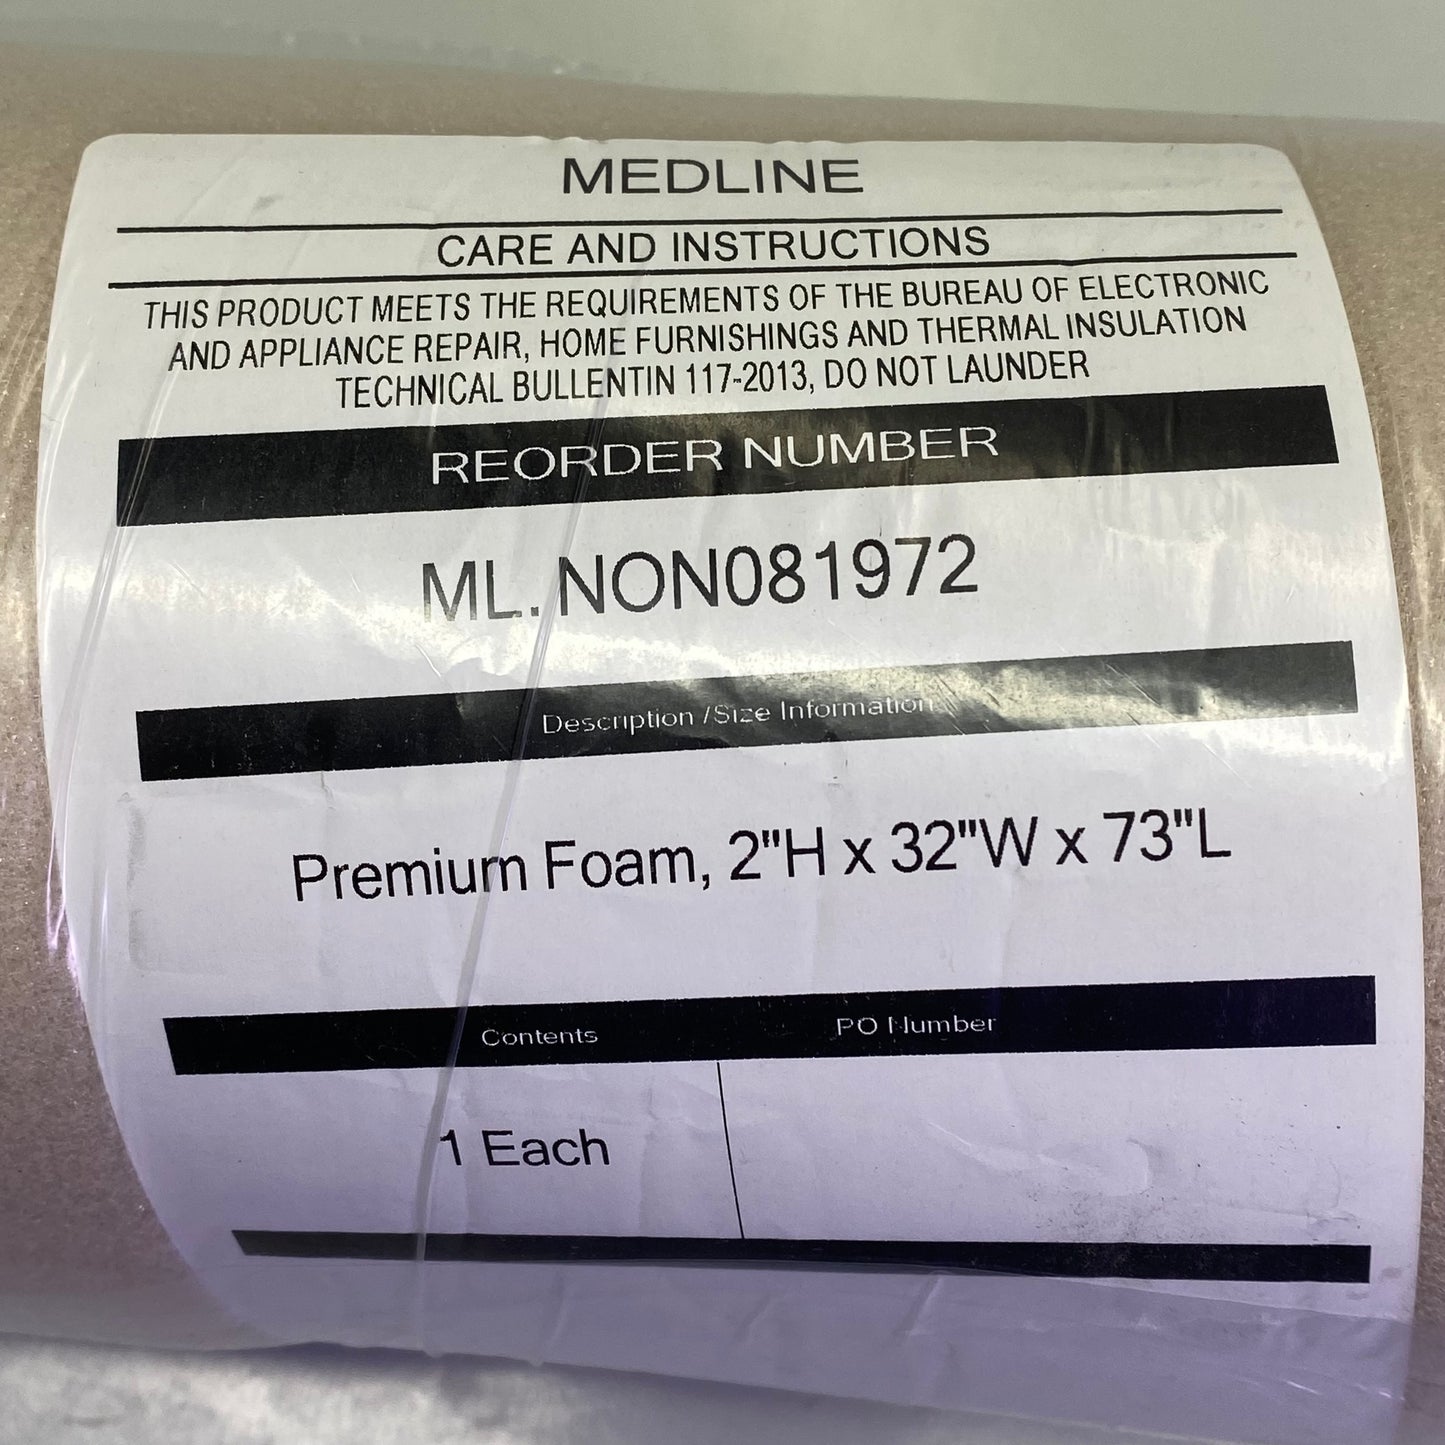 MEDLINE
CARE AND INSTRUCTIONS
THIS PRODUCT MEETS THE REQUIREMENTS OF THE BUREAU OF ELECTRONIC
AND APPLIANCE REPAIR, HOME FURNISHINGS AND THERMAL INSULATION
TECHNICAL BULLENTIN 117-2013, DO NOT LAUNDER
REORDER NUMBER
ML. NON081972
Description /Size Information
Premium Foam, 2"H x 32"W x 73"L
Contents PO Number
1 Each